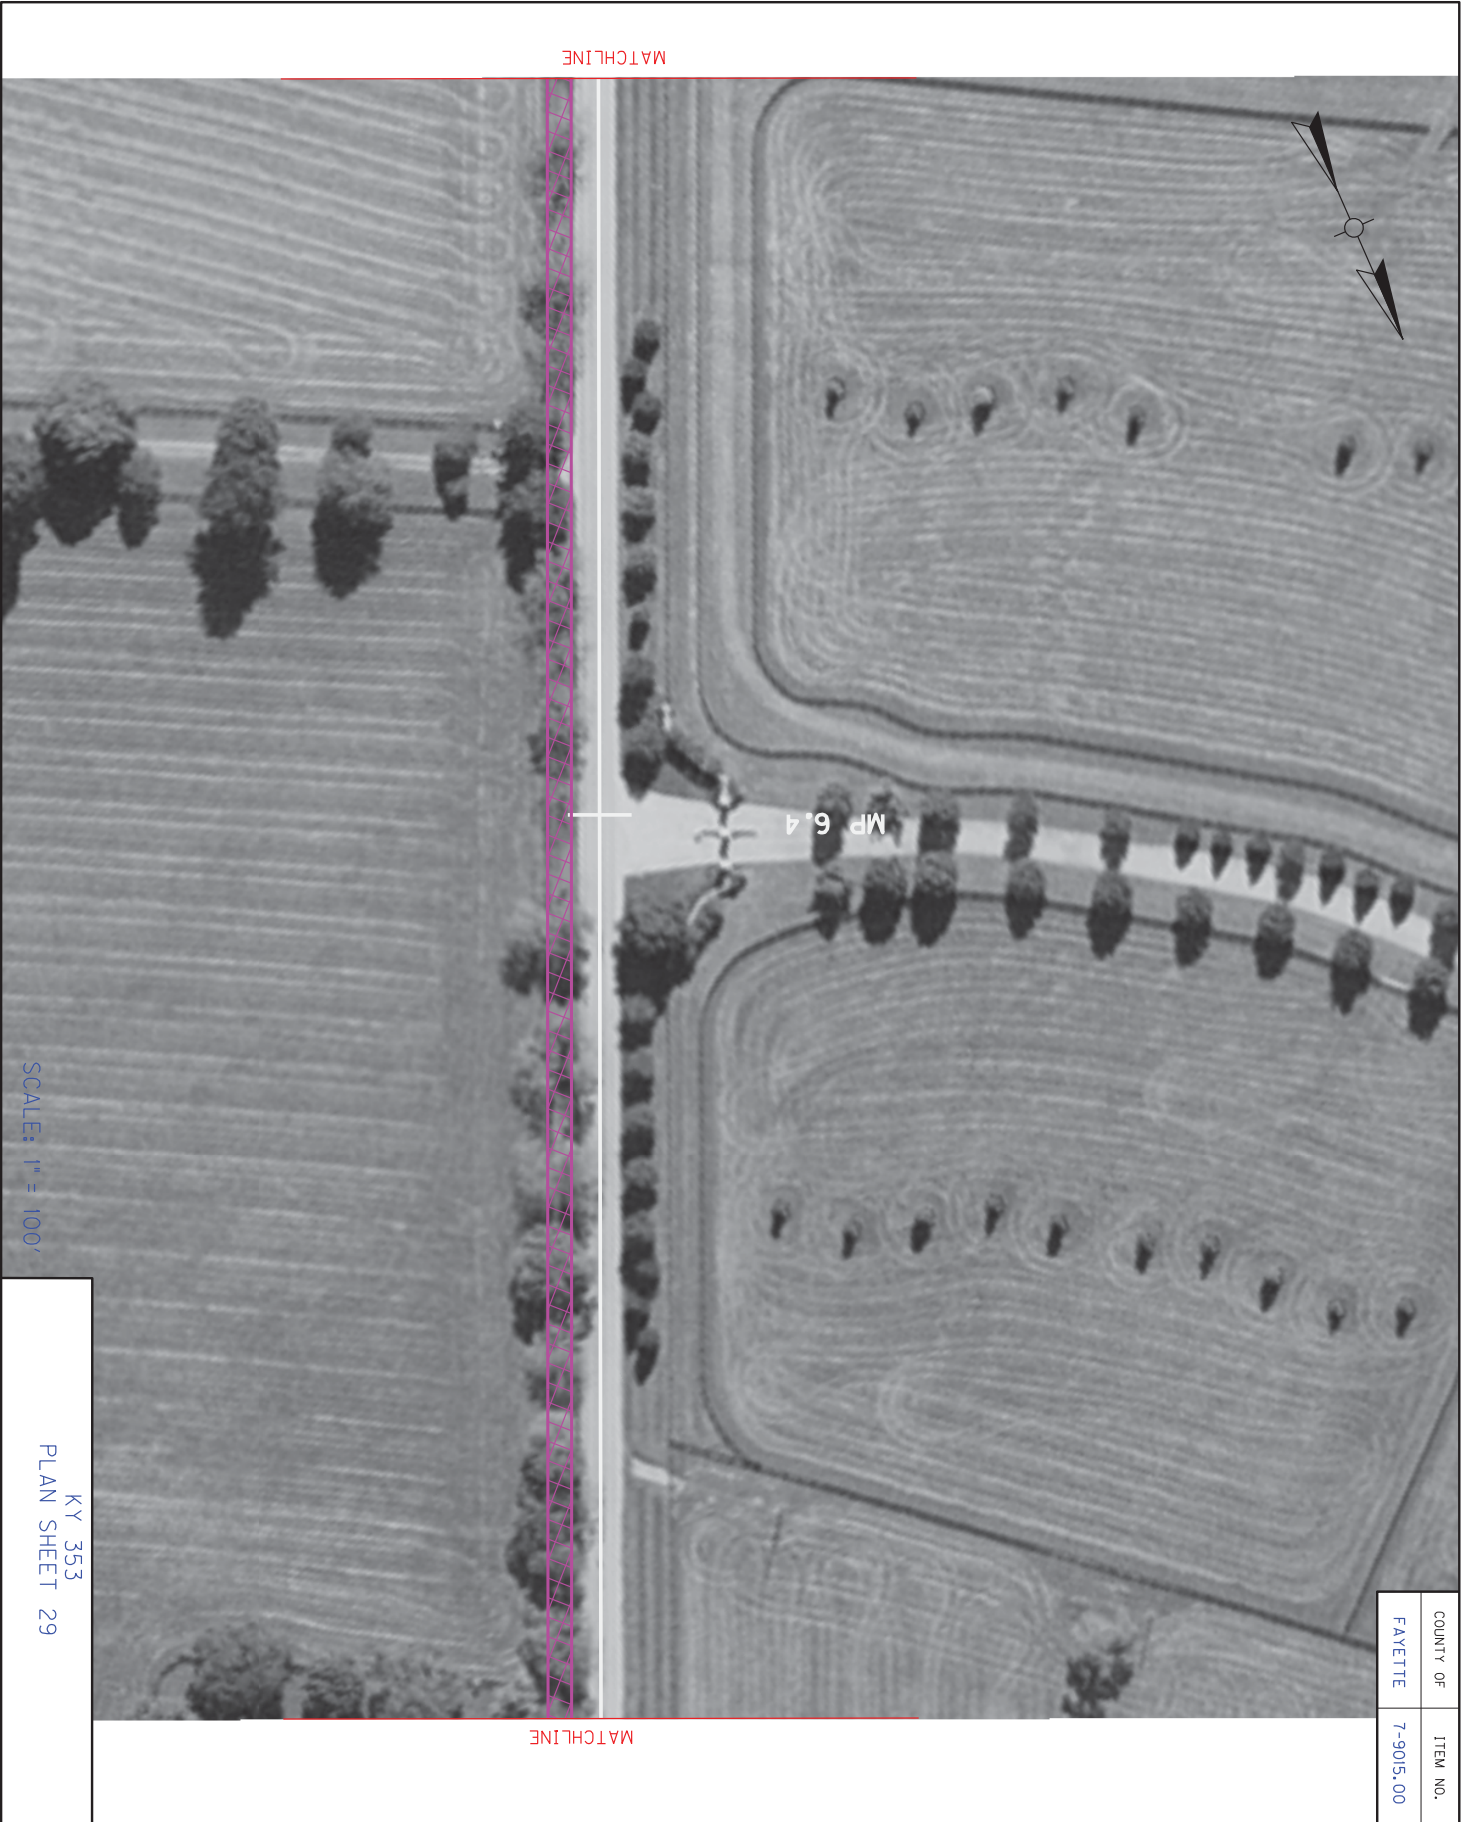 COUNTY OF
ITEM NO.
FAYETTE
7-9015.00
MATCHLINE
MP 6.4
MATCHLINE
SCALE: 1" = 100'
KY 353
PLAN SHEET 29